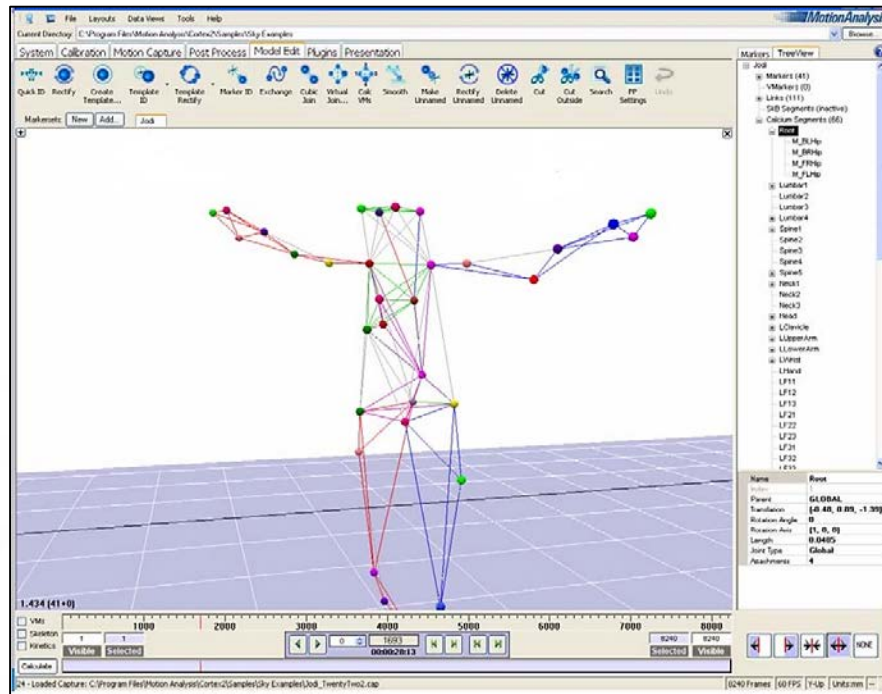 File Layouts Data Views Tools Help
MotionAnalysis
Current Directory: C:\Program Files\Motion Analysis\Cortex2\Samples\Sky Examples
Browse...
System Calibration Motion Capture Post Process Model Edit Plugins Presentation
Quick ID Rectify Create Template... Template ID Template Rectify Marker ID Exchange Cubic Join Virtual Join... Calc VMs Smooth Make Unnamed Rectify Unnamed Delete Unnamed Cut Cut Outside Search PP Settings Undo
Markersets: New Add... Jodi
Markers TreeView
Jodi
Markers (41)
VMarkers (0)
Links (111)
SkB Segments (inactive)
Calcium Segments (66)
Root
M_BLHip
M_BRHip
M_FRHip
M_FLHip
Lumbar1
Lumbar2
Lumbar3
Lumbar4
Spine1
Spine2
Spine3
Spine4
Spine5
Neck1
Neck2
Neck3
Head
LClavicle
LUpperArm
LLowerArm
LWrist
LHand
LF11
LF12
LF13
LF21
LF22
LF23
LF31
LF32
Name Root
Index
Parent GLOBAL
Translation
Rotation Angle 0
Rotation Axis (1, 0, 0)
Length 0.0405
Joint Type Global
Attachments 4
1.434 (41+0)
VMs
Skeleton
Kinetics
1000 2000 3000 4000 5000 6000 7000 8000
1 1 0 1693 8240 8240
Visible Selected 00:00:28:13 Selected Visible
NONE
Calculate
24 - Loaded Capture: C:\Program Files\Motion Analysis\Cortex2\Samples\Sky Examples\Jodi_TwentyTwo2.cap
8240 Frames 60 FPS Y-Up Units:mm